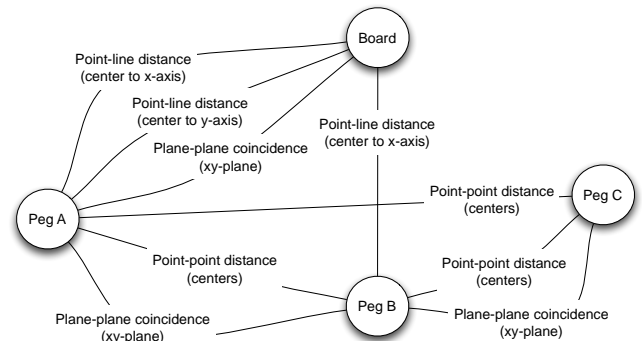 Board
Point-line distance
(center to x-axis)
Point-line distance
(center to y-axis)
Plane-plane coincidence
(xy-plane)
Point-line distance
(center to x-axis)
Peg A
Point-point distance
(centers)
Peg C
Point-point distance
(centers)
Point-point distance
(centers)
Peg B
Plane-plane coincidence
(xy-plane)
Plane-plane coincidence
(xy-plane)